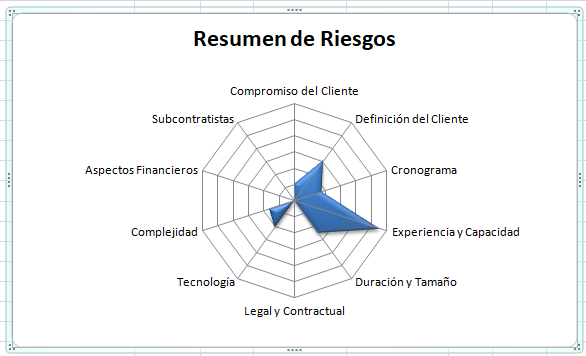 Resumen de Riesgos
Compromiso del Cliente
Subcontratistas
Definición del Cliente
Aspectos Financieros
Cronograma
Complejidad
Experiencia y Capacidad
Tecnología
Duración y Tamaño
Legal y Contractual